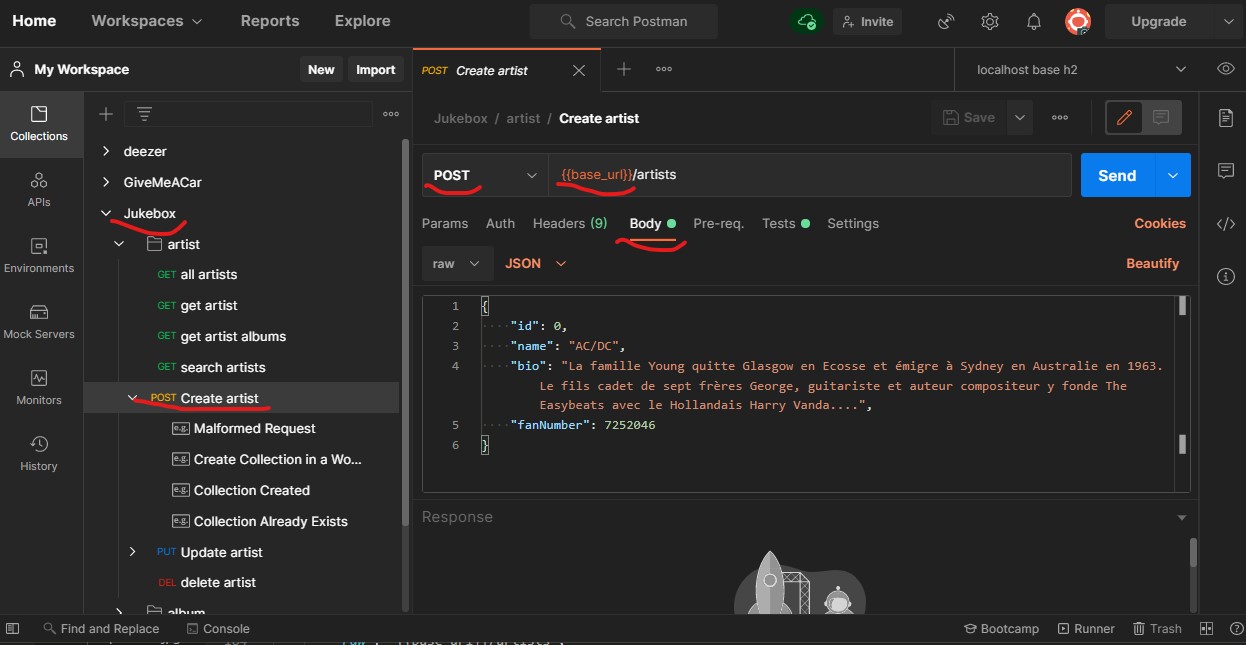 Home Workspaces Reports Explore Search Postman Invite Upgrade
My Workspace New Import
POST Create artist
localhost base h2
Collections
APIs
Environments
Mock Servers
Monitors
History
deezer
GiveMeACar
Jukebox
artist
GET all artists
GET get artist
GET get artist albums
GET search artists
POST Create artist
e.g. Malformed Request
e.g. Create Collection in a Wo...
e.g. Collection Created
e.g. Collection Already Exists
PUT Update artist
DEL delete artist
album
Jukebox / artist / Create artist Save
POST {{base_url}}/artists Send
Params Auth Headers (9) Body Pre-req. Tests Settings Cookies
raw JSON Beautify
1 {
2 ····"id": 0,
3 ····"name": "AC/DC",
4 ····"bio": "La famille Young quitte Glasgow en Ecosse et émigre à Sydney en Australie en 1963.
Le fils cadet de sept frères George, guitariste et auteur compositeur y fonde The
Easybeats avec le Hollandais Harry Vanda....",
5 ····"fanNumber": 7252046
6 }
Response
Find and Replace Console Bootcamp Runner Trash